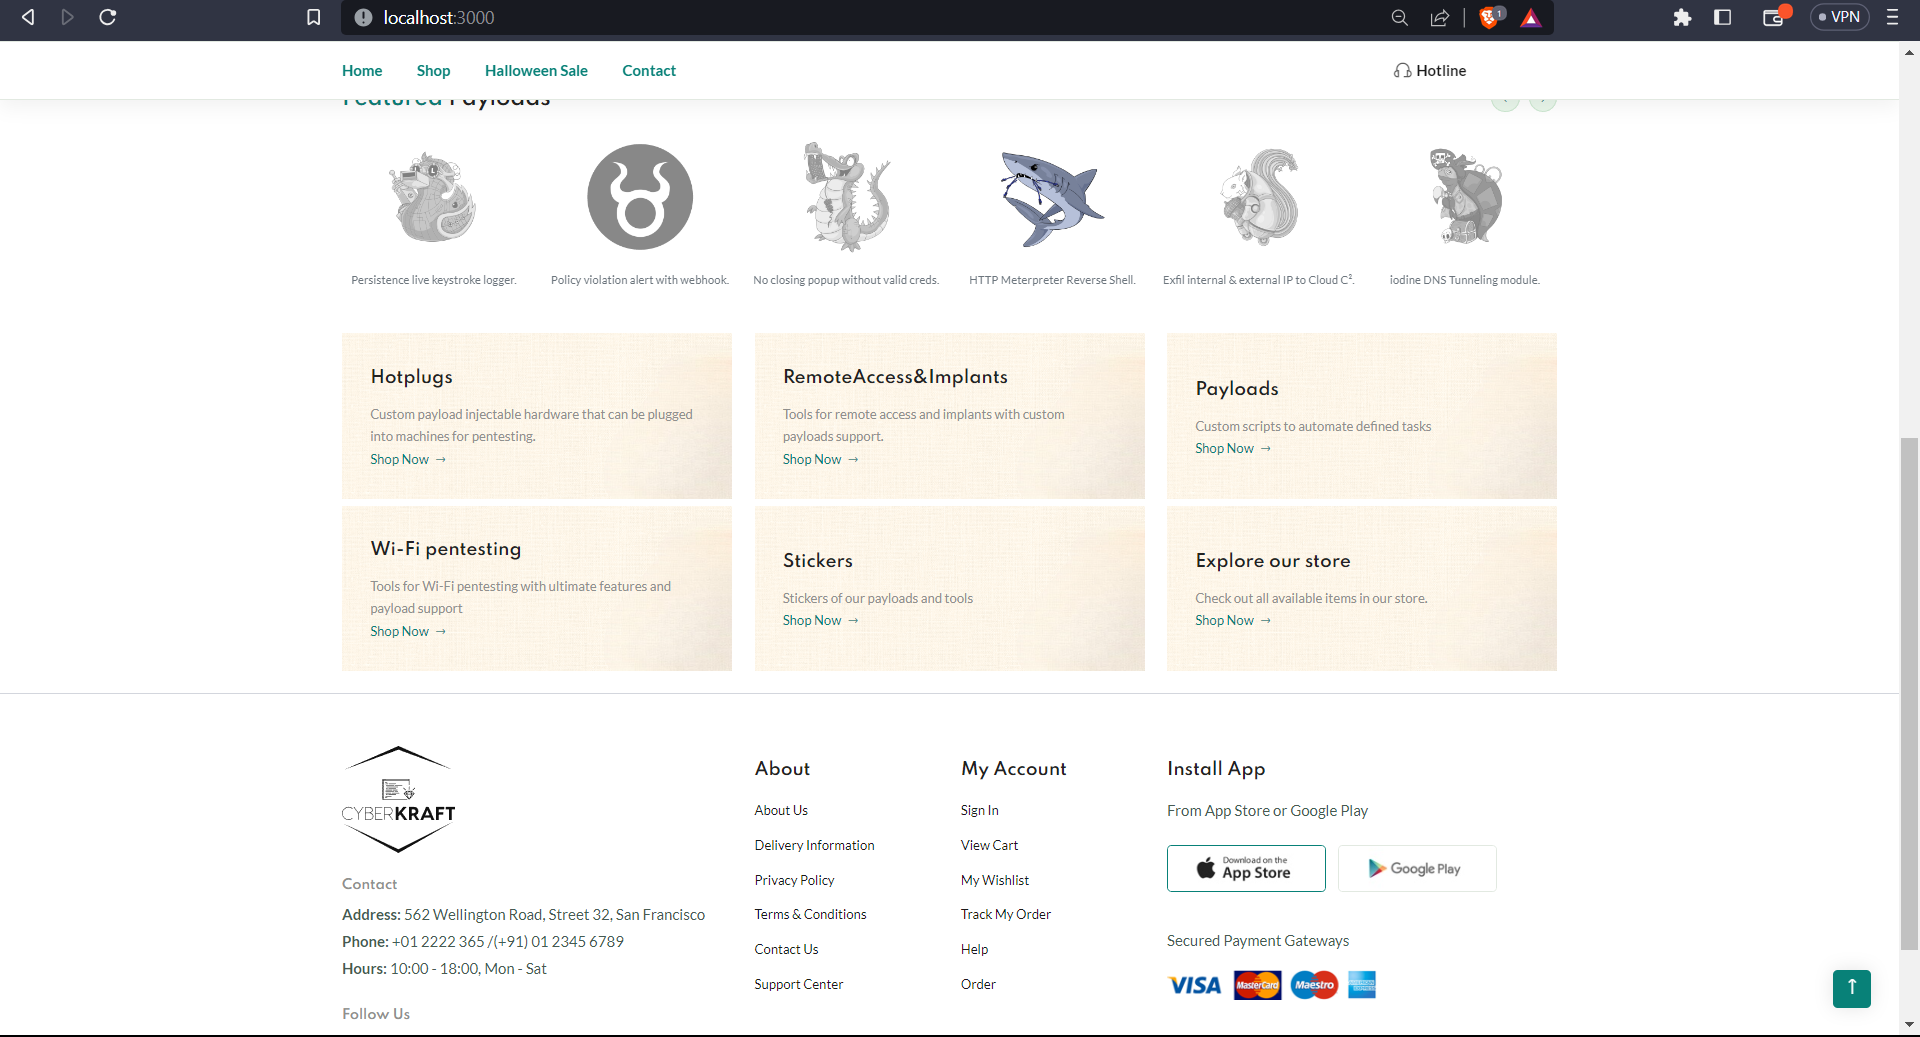 localhost:3000
1
VPN
Home
Shop
Halloween Sale
Contact
Hotline
Featured Payloads
Persistence live keystroke logger.
Policy violation alert with webhook.
No closing popup without valid creds.
HTTP Meterpreter Reverse Shell.
Exfil internal & external IP to Cloud C².
iodine DNS Tunneling module.
Hotplugs
Custom payload injectable hardware that can be plugged
into machines for pentesting.
Shop Now →
RemoteAccess&Implants
Tools for remote access and implants with custom
payloads support.
Shop Now →
Payloads
Custom scripts to automate defined tasks
Shop Now →
Wi-Fi pentesting
Tools for Wi-Fi pentesting with ultimate features and
payload support
Shop Now →
Stickers
Stickers of our payloads and tools
Shop Now →
Explore our store
Check out all available items in our store.
Shop Now →
CYBERKRAFT
Contact
Address: 562 Wellington Road, Street 32, San Francisco
Phone: +01 2222 365 /(+91) 01 2345 6789
Hours: 10:00 - 18:00, Mon - Sat
Follow Us
About
About Us
Delivery Information
Privacy Policy
Terms & Conditions
Contact Us
Support Center
My Account
Sign In
View Cart
My Wishlist
Track My Order
Help
Order
Install App
From App Store or Google Play
Download on the
App Store
Google Play
Secured Payment Gateways
VISA
MasterCard
Maestro